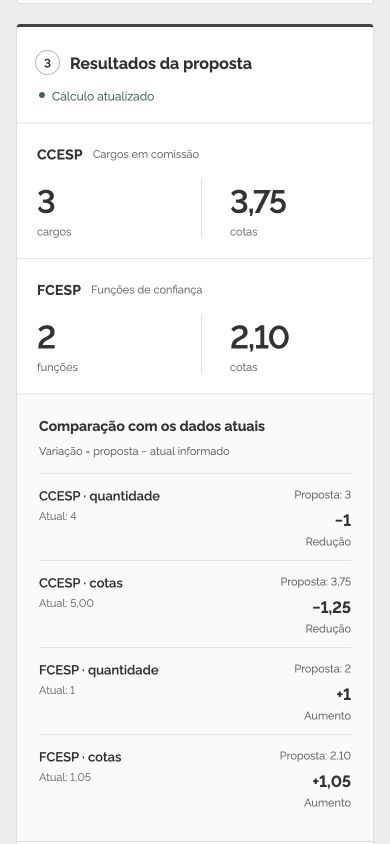 3 Resultados da proposta
Cálculo atualizado
CCESP Cargos em comissão
3 3,75
cargos cotas
FCESP Funções de confiança
2 2,10
funções cotas
Comparação com os dados atuais
Variação = proposta − atual informado
CCESP · quantidade Proposta: 3
Atual: 4 −1
Redução
CCESP · cotas Proposta: 3,75
Atual: 5,00 −1,25
Redução
FCESP · quantidade Proposta: 2
Atual: 1 +1
Aumento
FCESP · cotas Proposta: 2,10
Atual: 1,05 +1,05
Aumento